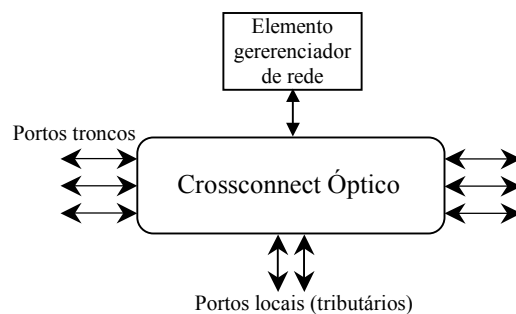 Elemento
gererenciador
de rede
Portos troncos
Crossconnect Óptico
Portos locais (tributários)